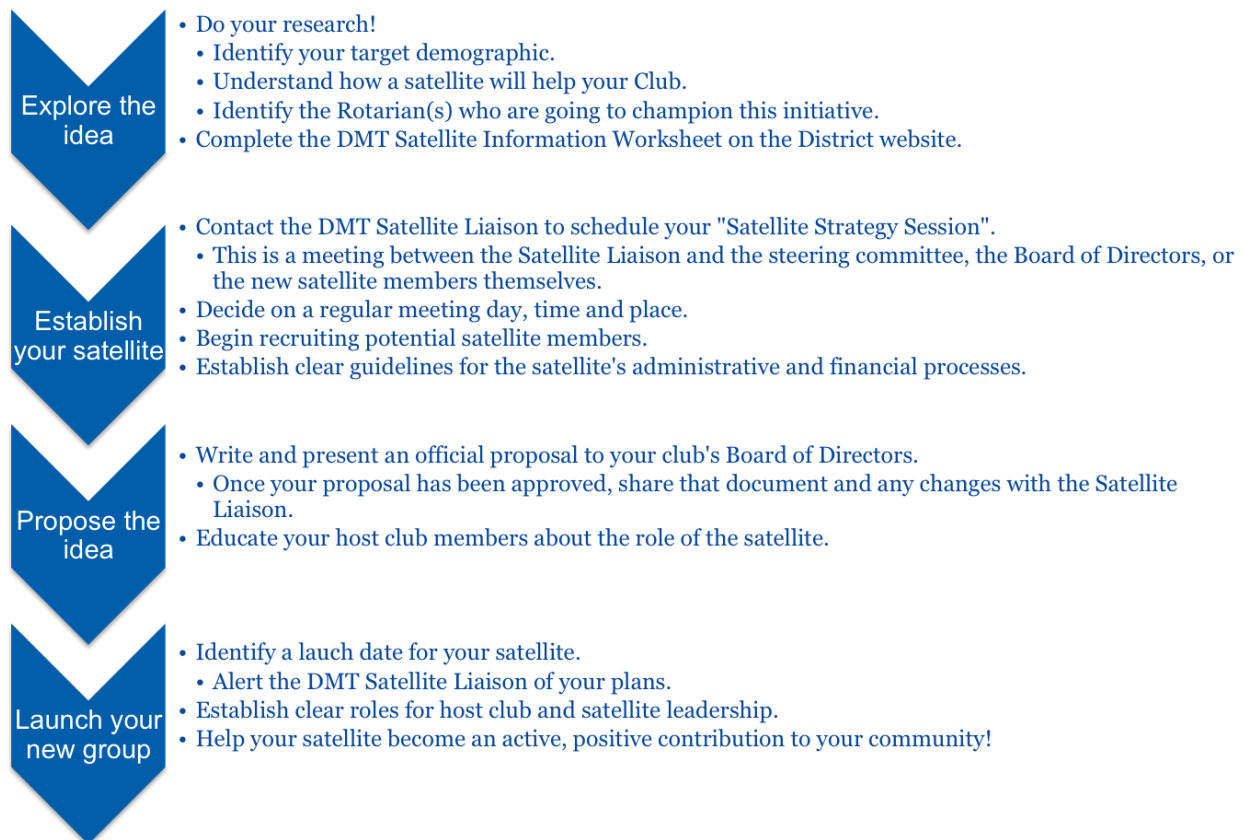 Explore the
idea
• Do your research!
• Identify your target demographic.
• Understand how a satellite will help your Club.
• Identify the Rotarian(s) who are going to champion this initiative.
• Complete the DMT Satellite Information Worksheet on the District website.
Establish
your satellite
• Contact the DMT Satellite Liaison to schedule your "Satellite Strategy Session".
• This is a meeting between the Satellite Liaison and the steering committee, the Board of Directors, or
the new satellite members themselves.
• Decide on a regular meeting day, time and place.
• Begin recruiting potential satellite members.
• Establish clear guidelines for the satellite's administrative and financial processes.
Propose the
idea
• Write and present an official proposal to your club's Board of Directors.
• Once your proposal has been approved, share that document and any changes with the Satellite
Liaison.
• Educate your host club members about the role of the satellite.
Launch your
new group
• Identify a lauch date for your satellite.
• Alert the DMT Satellite Liaison of your plans.
• Establish clear roles for host club and satellite leadership.
• Help your satellite become an active, positive contribution to your community!